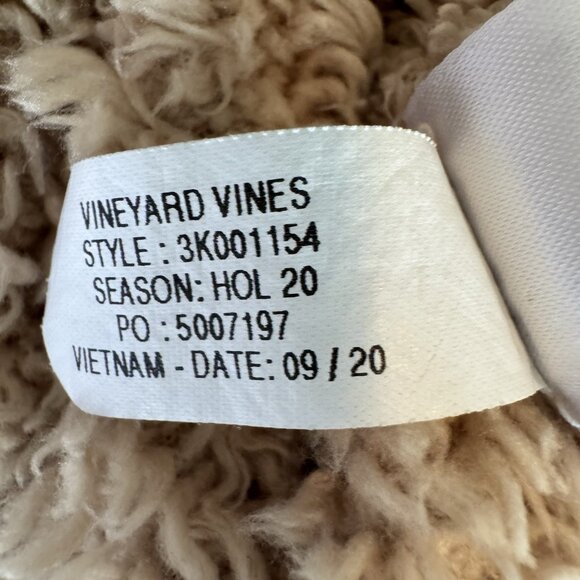 VINEYARD VINES
STYLE : 3K001154
SEASON: HOL 20
PO : 5007197
VIETNAM - DATE: 09 / 20